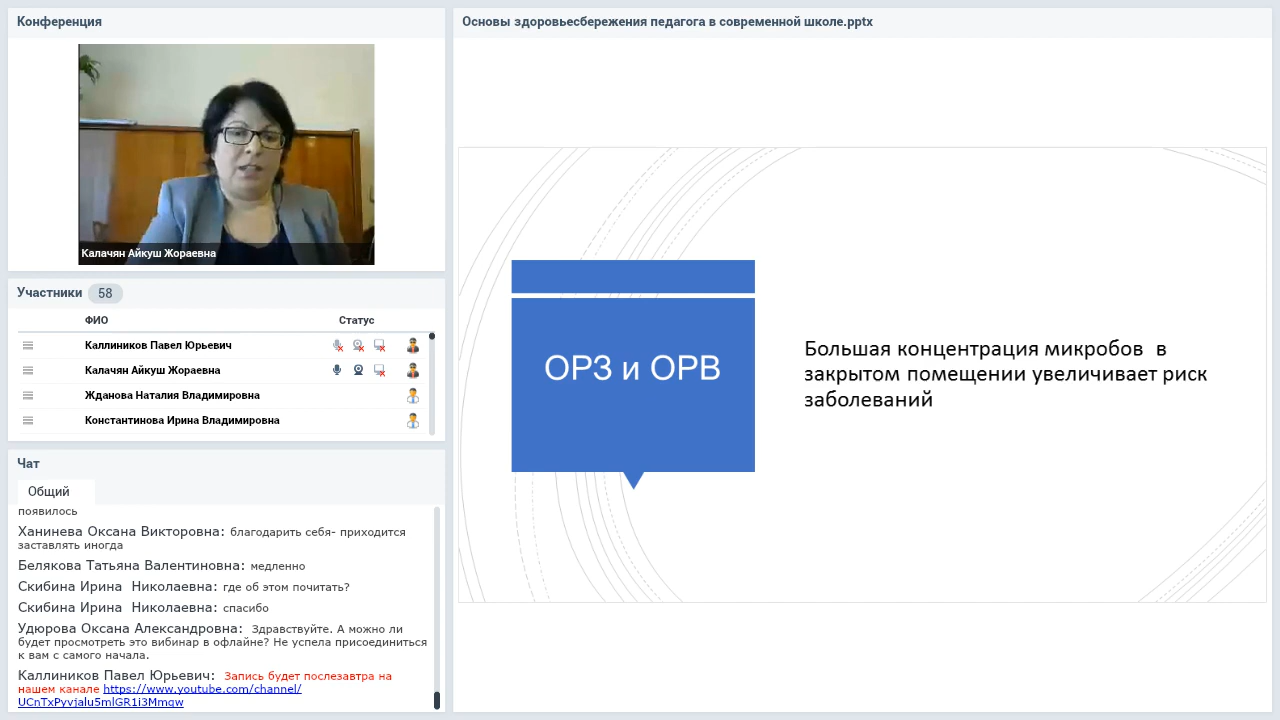 Конференция
Калачян Айкуш Жораевна
Участники 58
ФИО Статус
Каллиников Павел Юрьевич
Калачян Айкуш Жораевна
Жданова Наталия Владимировна
Константинова Ирина Владимировна
Чат
Общий
появилось
Ханинева Оксана Викторовна: благодарить себя- приходится
заставлять иногда
Белякова Татьяна Валентиновна: медленно
Скибина Ирина Николаевна: где об этом почитать?
Скибина Ирина Николаевна: спасибо
Удюрова Оксана Александровна: Здравствуйте. А можно ли
будет просмотреть это вибинар в офлайне? Не успела присоединиться
к вам с самого начала.
Каллиников Павел Юрьевич: Запись будет послезавтра на
нашем канале https://www.youtube.com/channel/
UCnTxPyvjalu5mlGR1i3Mmqw
Основы здоровьесбережения педагога в современной школе.pptx
ОРЗ и ОРВ
Большая концентрация микробов в
закрытом помещении увеличивает риск
заболеваний